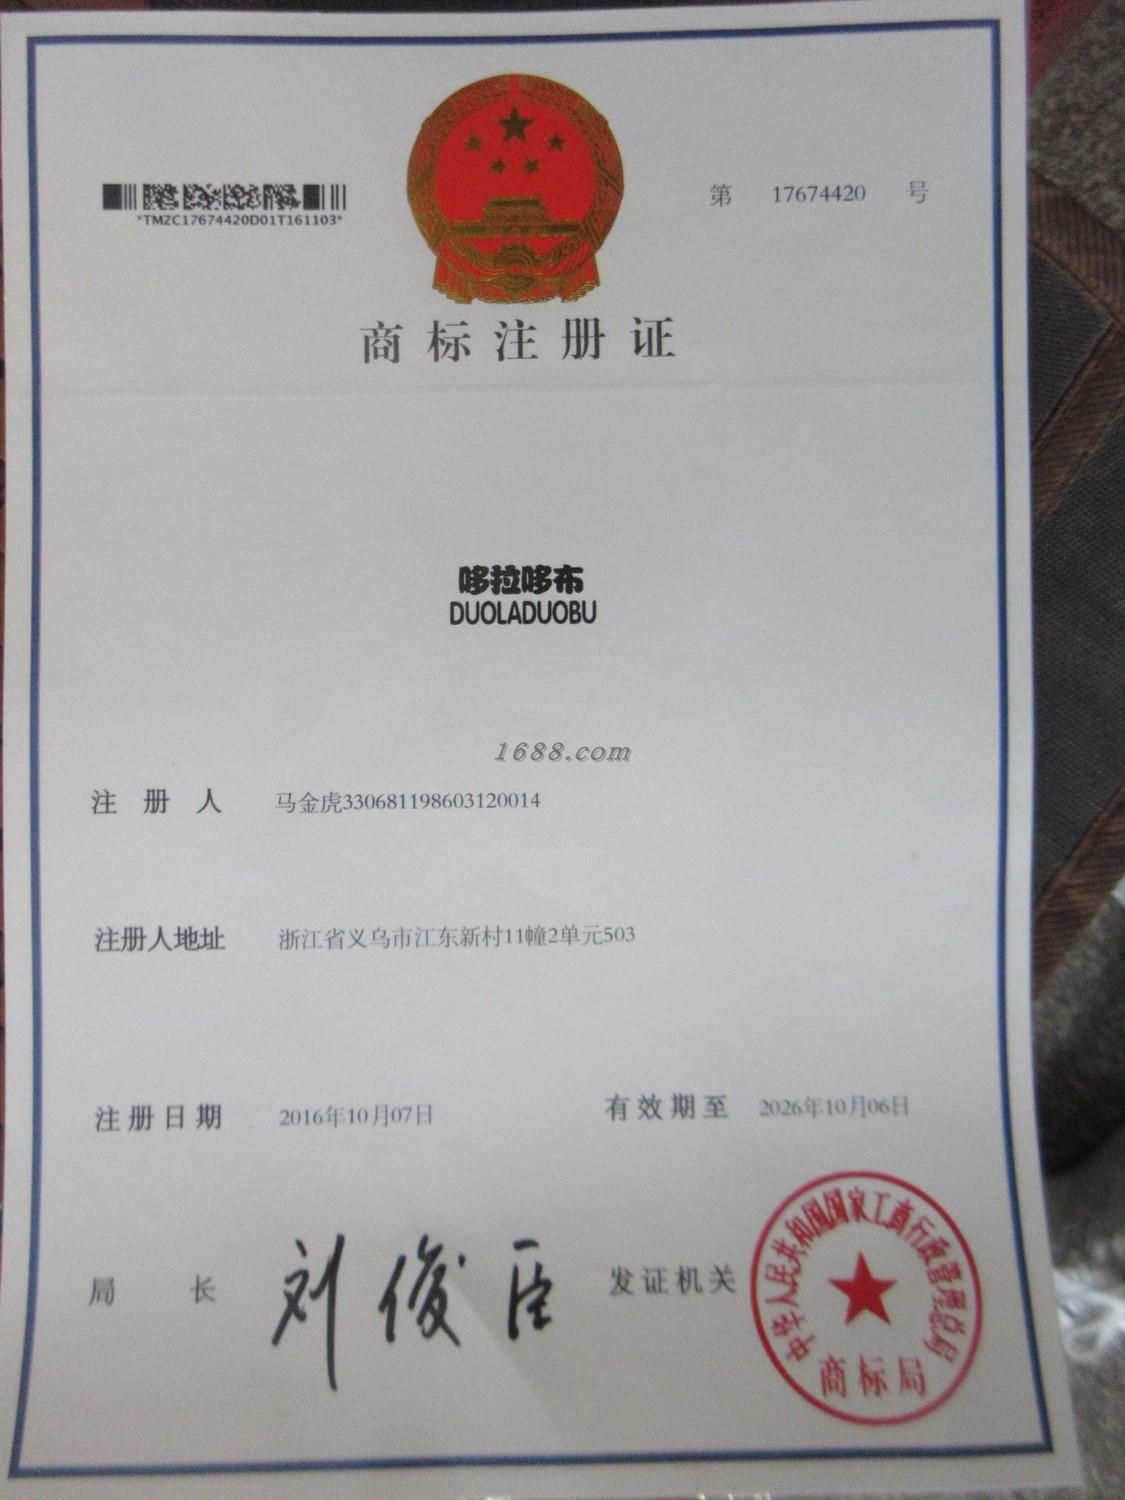 *TMZC17674420D01T161103*
第 17674420 号
商标注册证
哆拉哆布
DUOLADUOBU
1688.com
注册人 马金虎330681198603120014
注册人地址 浙江省义乌市江东新村11幢2单元503
注册日期 2016年10月07日 有效期至 2026年10月06日
局长 刘俊臣 发证机关
中华人民共和国国家工商行政管理总局
商标局